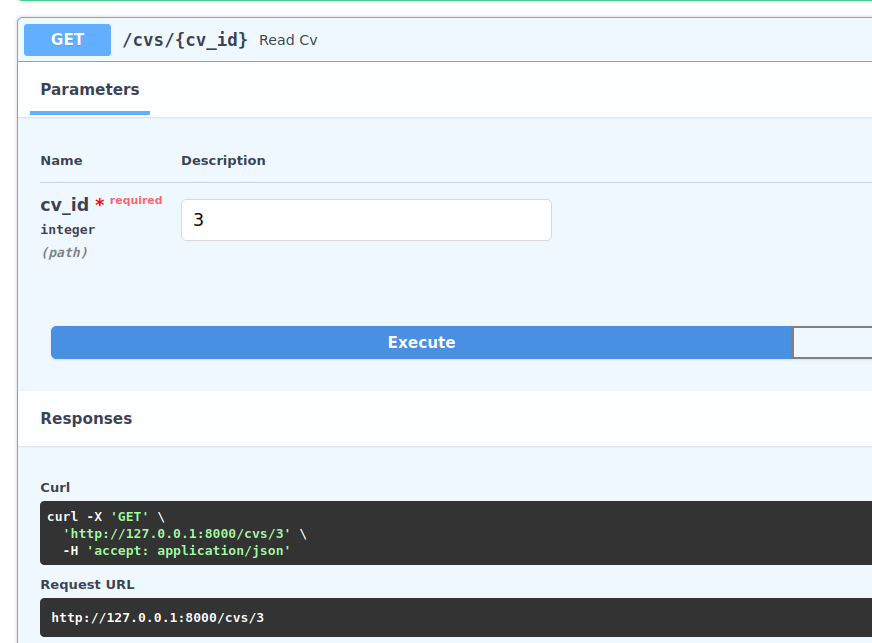 GET /cvs/{cv_id} Read Cv
Parameters
Name Description
cv_id * required
3
integer
(path)
Execute
Responses
Curl
curl -X 'GET' \
'http://127.0.0.1:8000/cvs/3' \
-H 'accept: application/json'
Request URL
http://127.0.0.1:8000/cvs/3